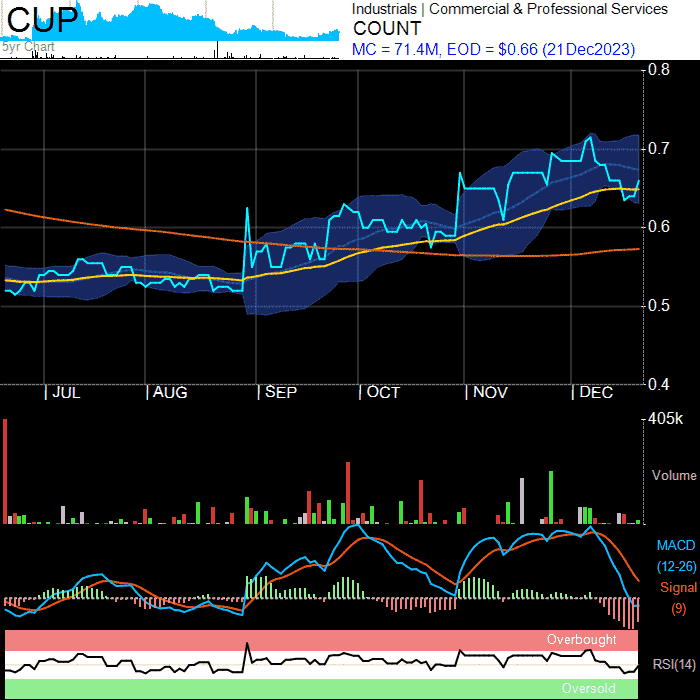 CUP
5yr Chart
Industrials | Commercial & Professional Services
COUNT
MC = 71.4M, EOD = $0.66 (21Dec2023)
0.8
0.7
0.6
0.5
0.4
| JUL | AUG | SEP | OCT | NOV | DEC
405k
Volume
MACD
(12-26)
Signal
(9)
Overbought
RSI(14)
Oversold